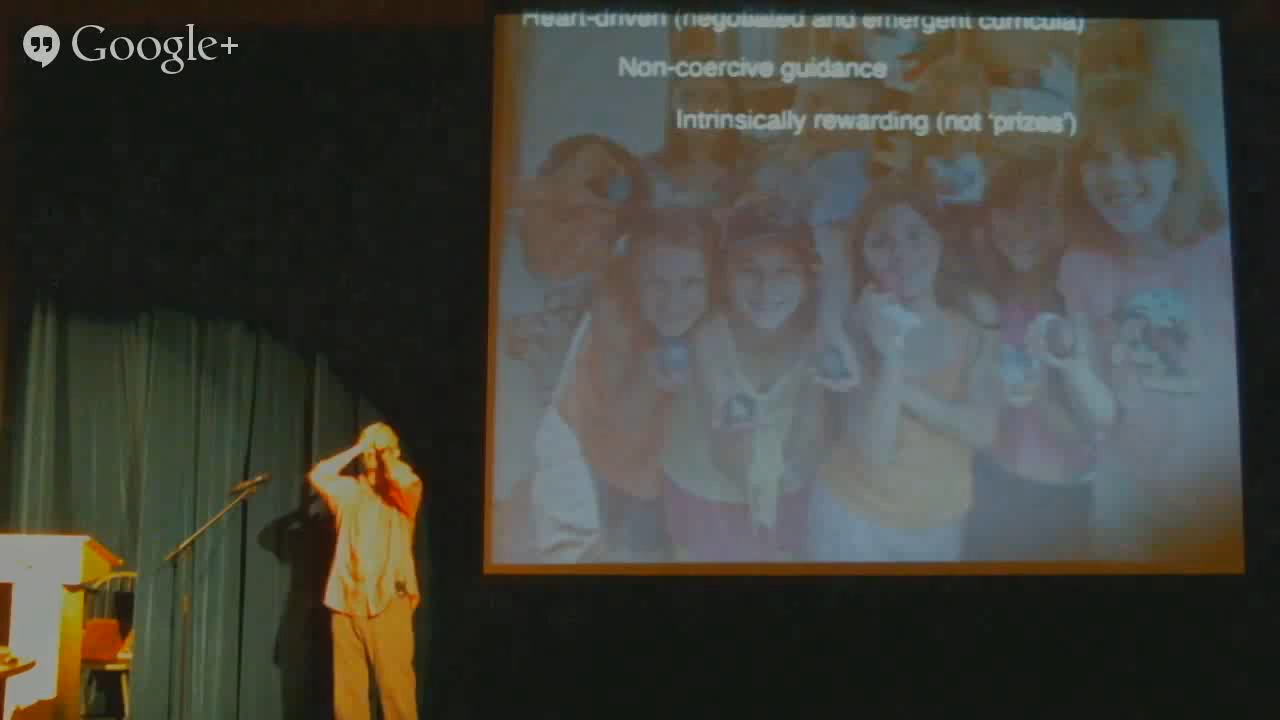 Google+
Heart-driven (negotiated and emergent curricula)
Non-coercive guidance
Intrinsically rewarding (not 'prizes')